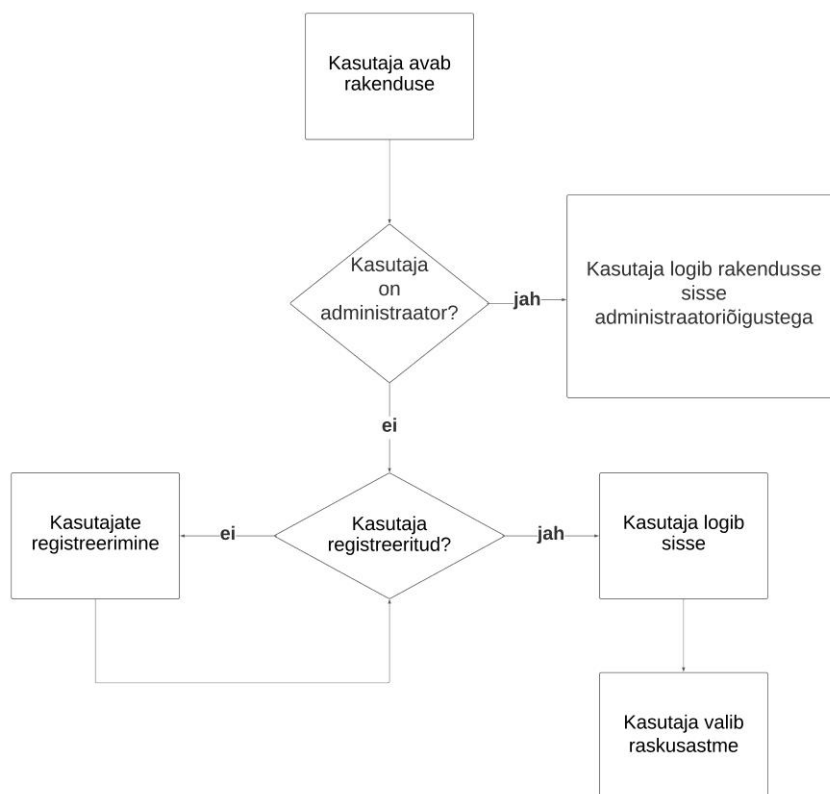 Kasutaja avab
rakenduse
Kasutaja
on
administraator?
jah
Kasutaja logib rakendusse
sisse
administraatoriõigustega
ei
Kasutajate
registreerimine
ei
Kasutaja
registreeritud?
jah
Kasutaja logib
sisse
Kasutaja valib
raskusastme